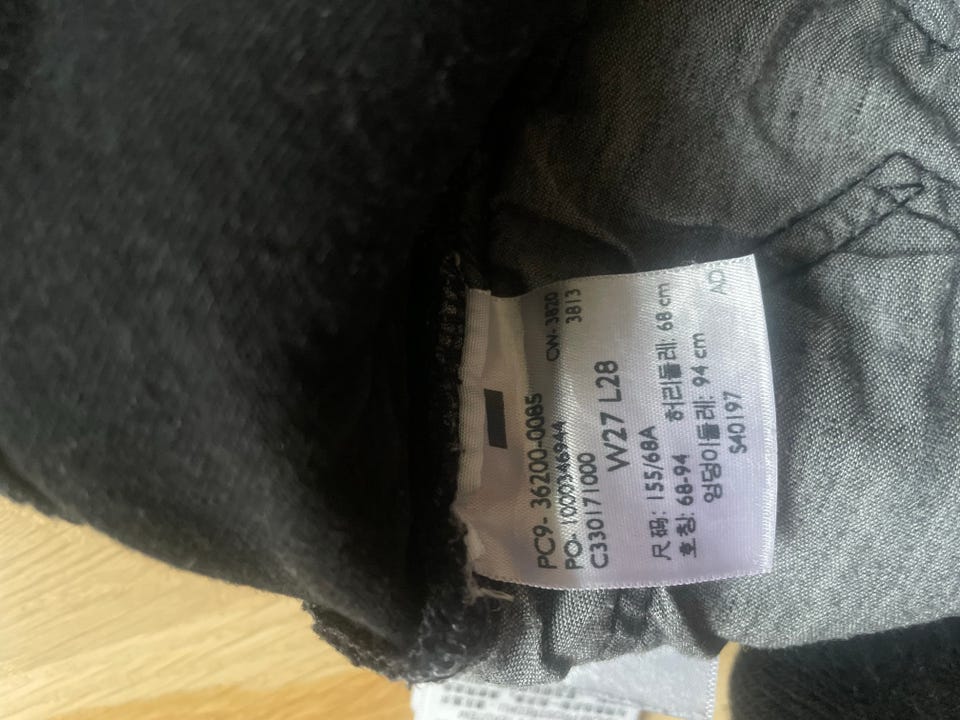 PC9- 36200-0085 CW- 3820
PO- 1000346944 3813
C330171000
W27 L28
尺码: 155/68A
호칭: 68-94 허리둘레: 68 cm
엉덩이둘레: 94 cm
S40197 AD